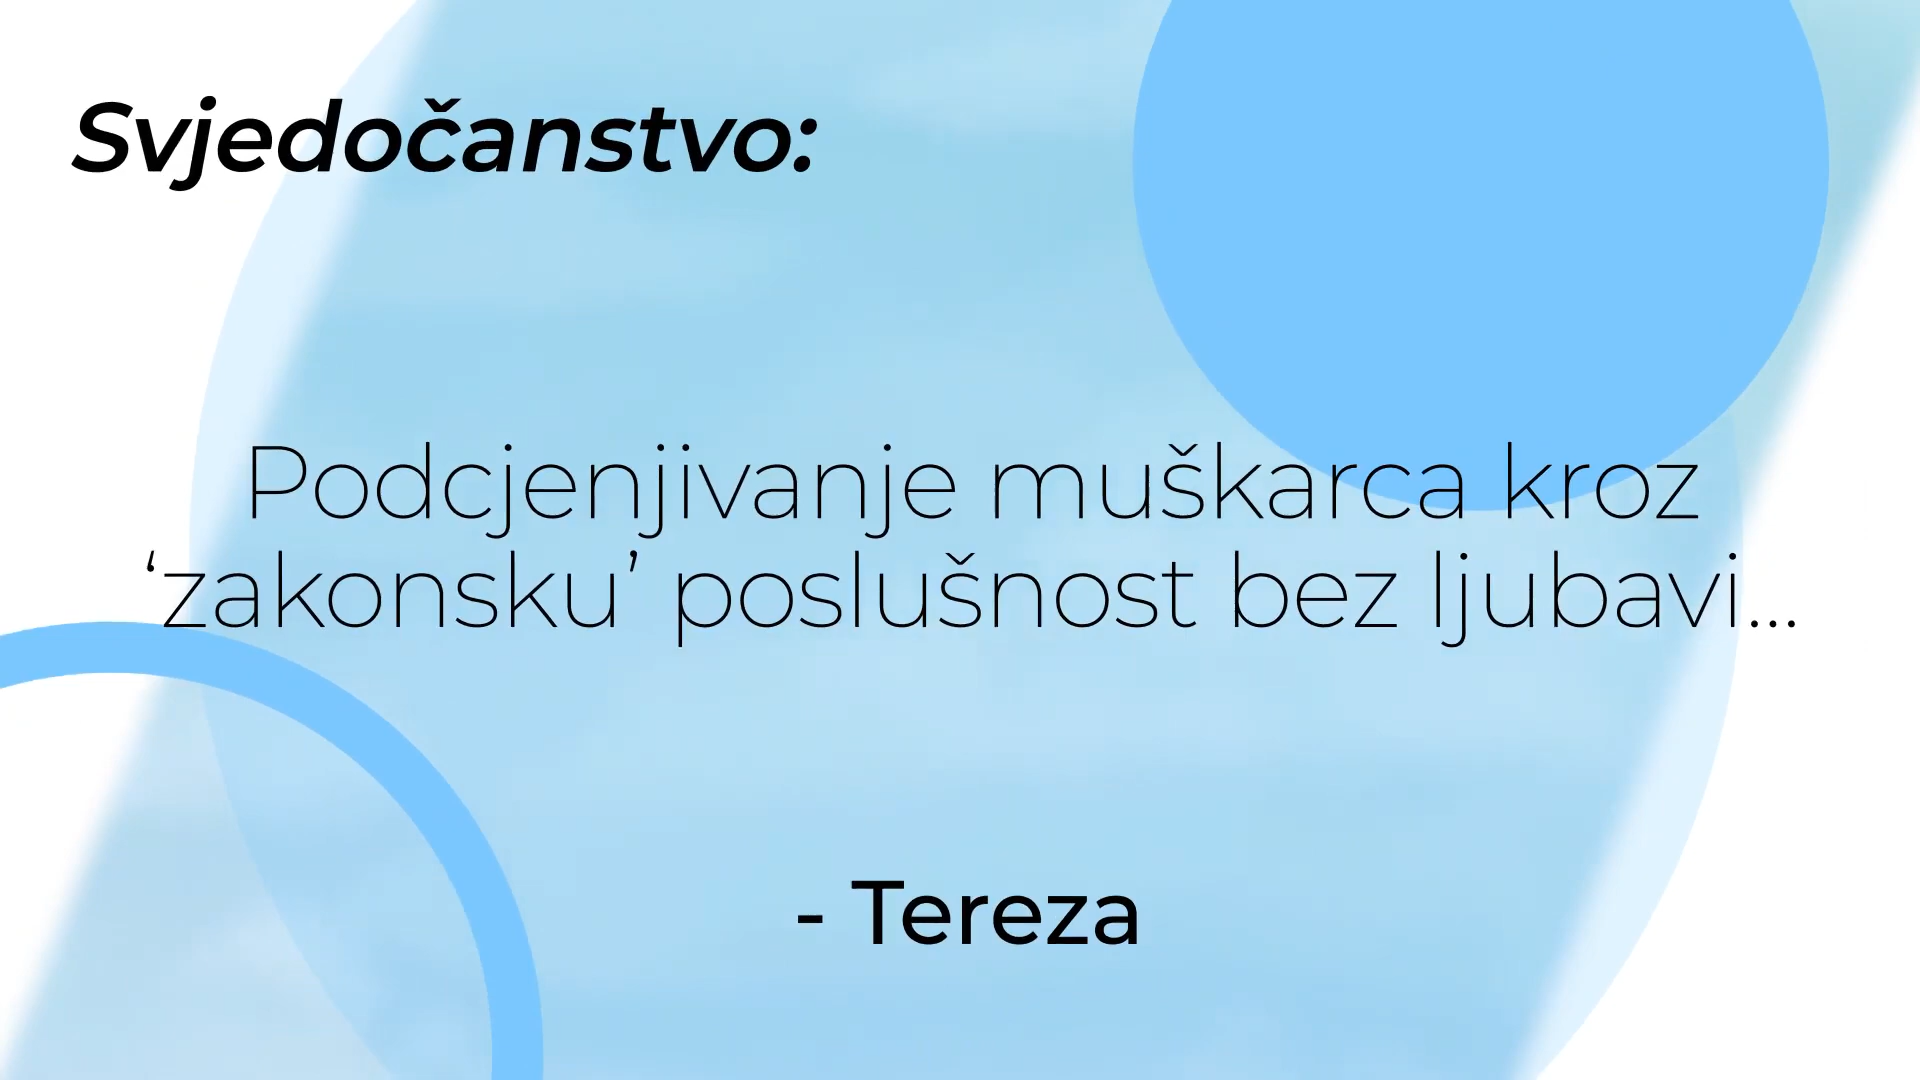 Svjedočanstvo:
Podcjenjivanje muškarca kroz
‘zakonsku’ poslušnost bez ljubavi...
- Tereza